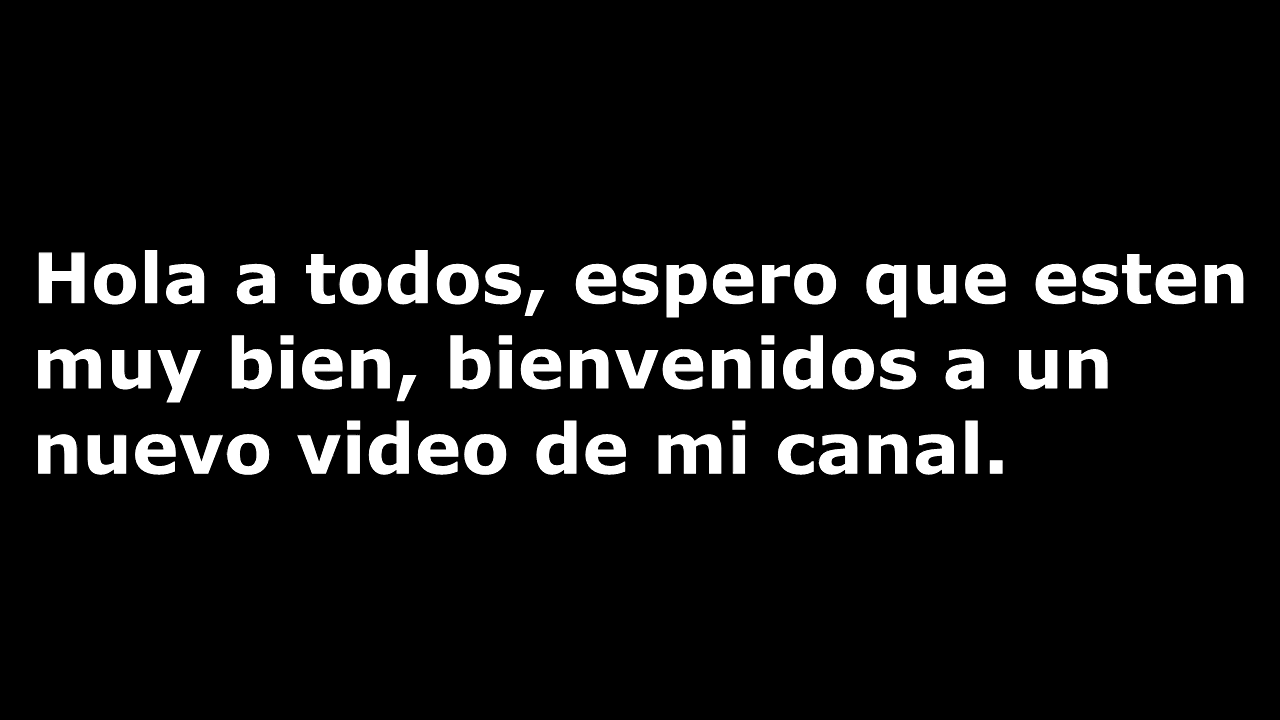 Hola a todos, espero que esten
muy bien, bienvenidos a un
nuevo video de mi canal.